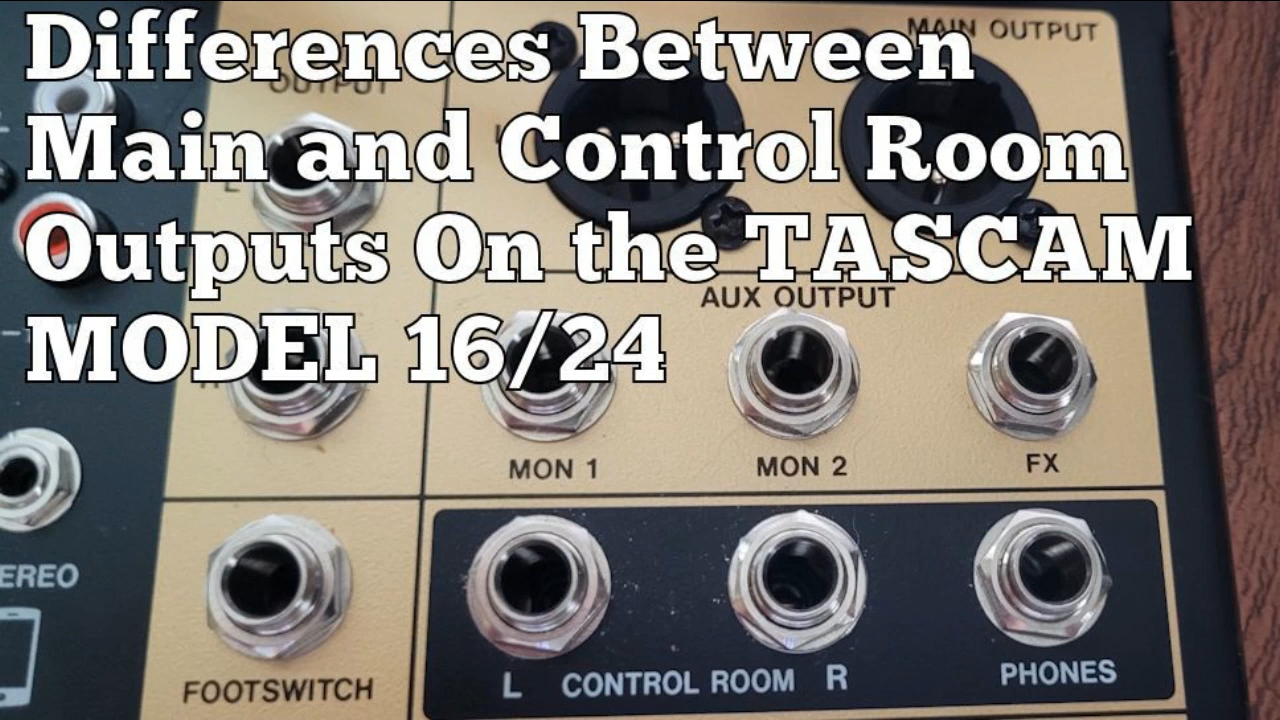 Differences Between
Main and Control Room
Outputs On the TASCAM
MODEL 16/24
MAIN OUTPUT
OUTPUT
L
AUX OUTPUT
MON 1
MON 2
FX
EREO
FOOTSWITCH
L CONTROL ROOM R
PHONES